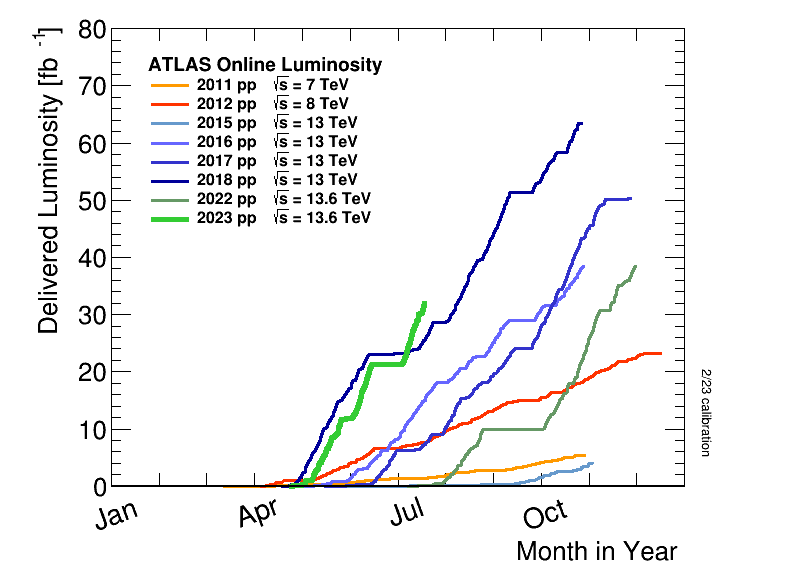 Delivered Luminosity [fb⁻¹]
80
70
60
50
40
30
20
10
0
ATLAS Online Luminosity
2011 pp √s = 7 TeV
2012 pp √s = 8 TeV
2015 pp √s = 13 TeV
2016 pp √s = 13 TeV
2017 pp √s = 13 TeV
2018 pp √s = 13 TeV
2022 pp √s = 13.6 TeV
2023 pp √s = 13.6 TeV
2/23 calibration
Jan Apr Jul Oct
Month in Year